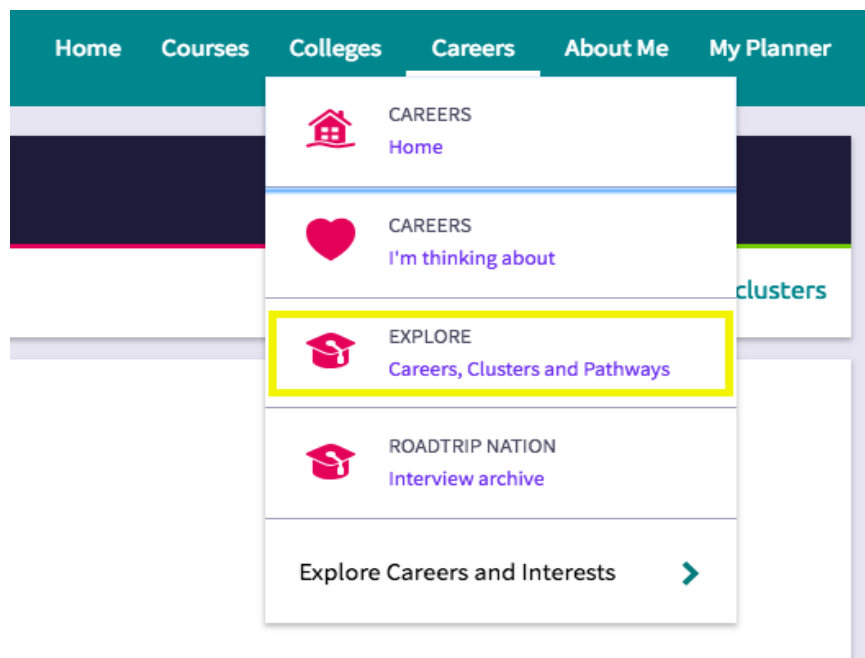 Home Courses Colleges Careers About Me My Planner
CAREERS
Home
CAREERS
I'm thinking about
clusters
EXPLORE
Careers, Clusters and Pathways
ROADTRIP NATION
Interview archive
Explore Careers and Interests